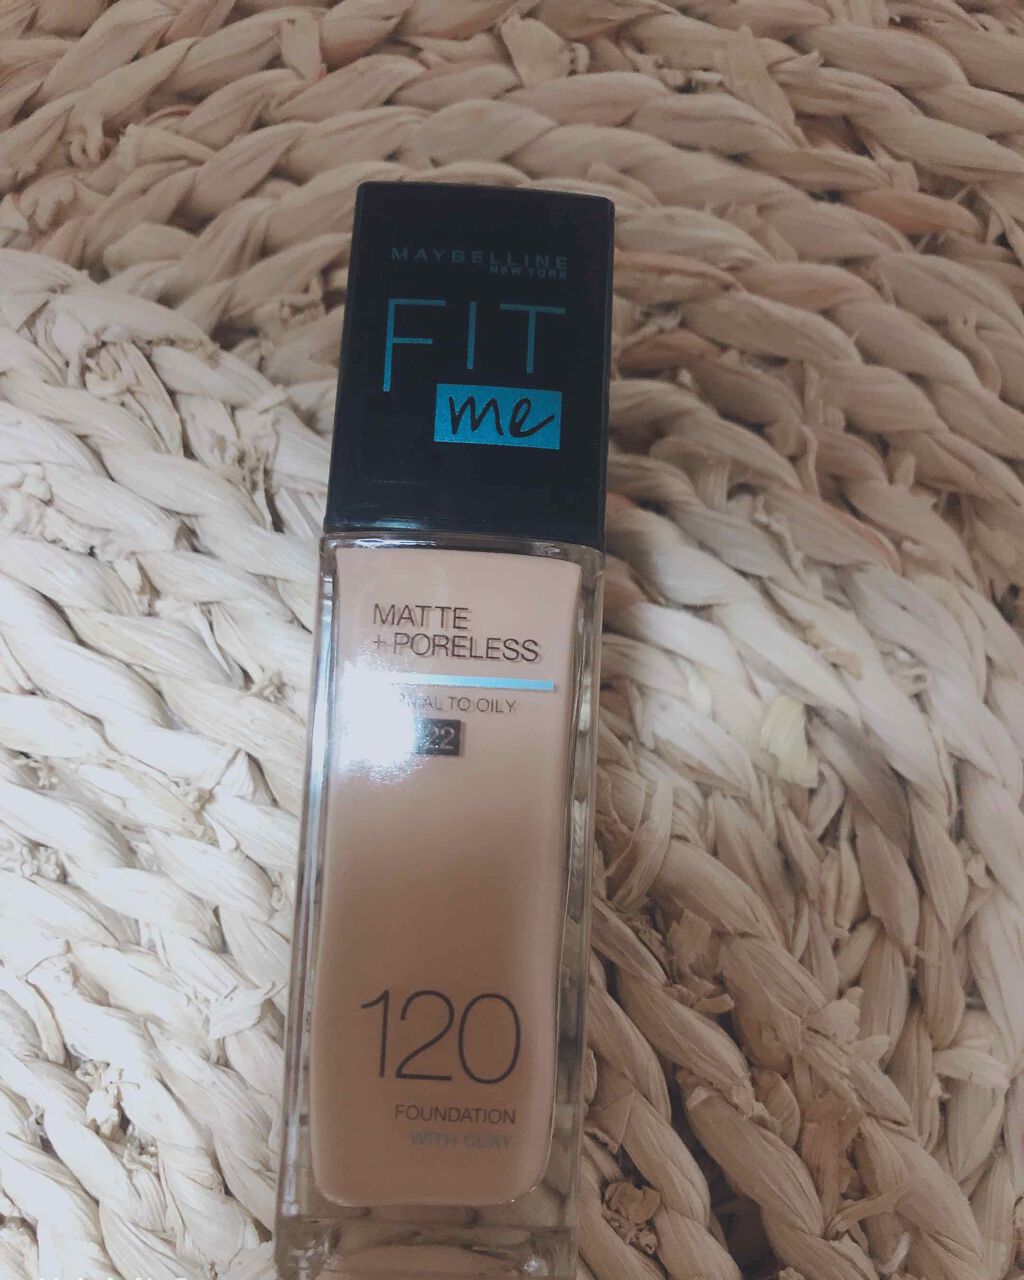 MAYBELLINE
NEW YORK
FIT
me
MATTE
+PORELESS
TO OILY
120
FOUNDATION
WITH CLAY